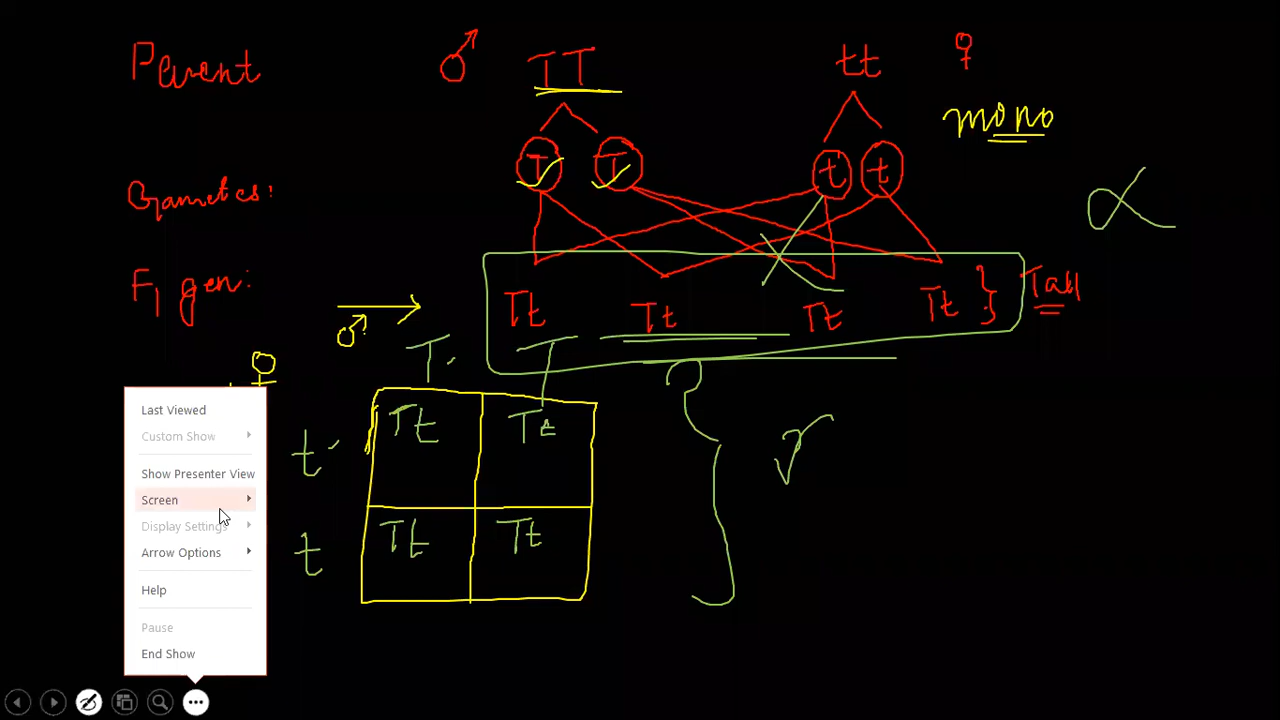 Parent ♂ TT tt ♀
mono
Gametes: T T t t
F1 gen: Tt Tt Tt Tt } Tall
♂
T T
♀
t Tt Tt
t Tt Tt
Last Viewed
Custom Show
Show Presenter View
Screen
Display Settings
Arrow Options
Help
Pause
End Show